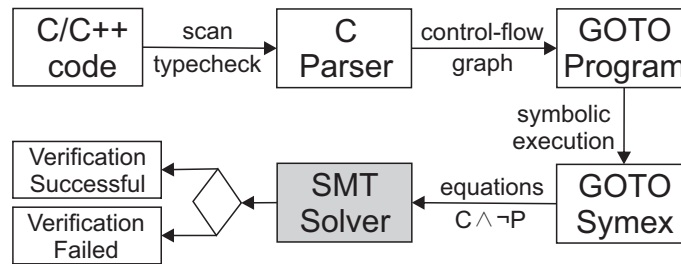 C/C++
code
scan
typecheck
C
Parser
control-flow
graph
GOTO
Program
symbolic
execution
GOTO
Symex
equations
C ∧ ¬P
SMT
Solver
Verification
Successful
Verification
Failed